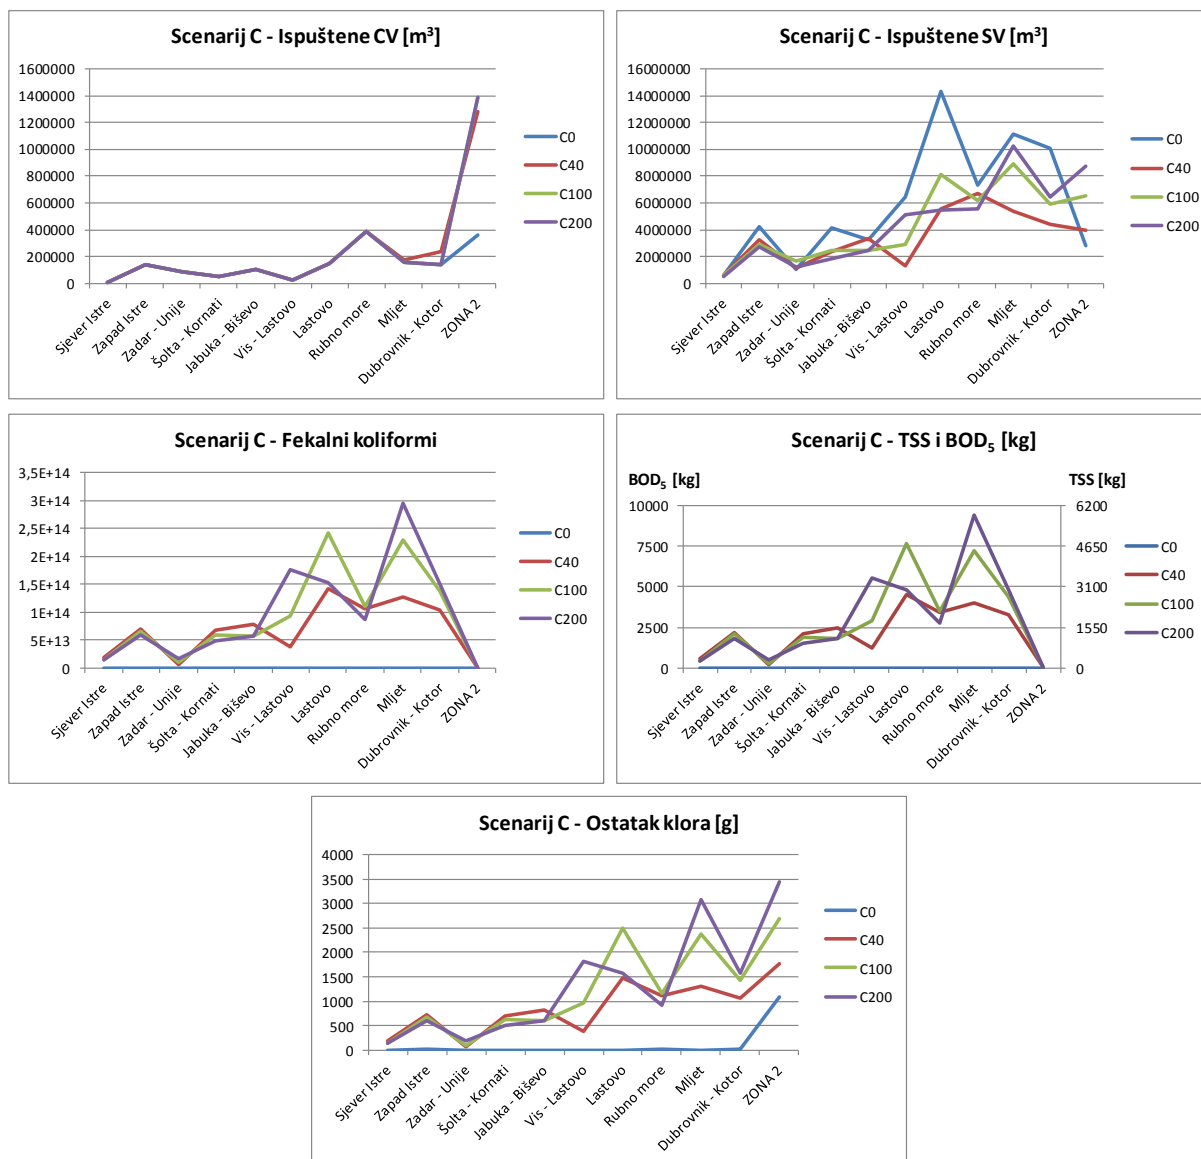 Scenarij C - Ispuštene CV [m³]
1600000
1400000
1200000
1000000
800000
600000
400000
200000
0
Sjever Istre
Zapad Istre
Zadar - Unije
Šolta - Kornati
Jabuka - Biševo
Vis - Lastovo
Lastovo
Rubno more
Mljet
Dubrovnik - Kotor
ZONA 2
C0
C40
C100
C200
Scenarij C - Ispuštene SV [m³]
16000000
14000000
12000000
10000000
8000000
6000000
4000000
2000000
0
Sjever Istre
Zapad Istre
Zadar - Unije
Šolta - Kornati
Jabuka - Biševo
Vis - Lastovo
Lastovo
Rubno more
Mljet
Dubrovnik - Kotor
ZONA 2
C0
C40
C100
C200
Scenarij C - Fekalni koliformi
3,5E+14
3E+14
2,5E+14
2E+14
1,5E+14
1E+14
5E+13
0
Sjever Istre
Zapad Istre
Zadar - Unije
Šolta - Kornati
Jabuka - Biševo
Vis - Lastovo
Lastovo
Rubno more
Mljet
Dubrovnik - Kotor
ZONA 2
C0
C40
C100
C200
Scenarij C - TSS i BOD₅ [kg]
BOD₅ [kg]
TSS [kg]
10000
7500
5000
2500
0
6200
4650
3100
1550
0
Sjever Istre
Zapad Istre
Zadar - Unije
Šolta - Kornati
Jabuka - Biševo
Vis - Lastovo
Lastovo
Rubno more
Mljet
Dubrovnik - Kotor
ZONA 2
C0
C40
C100
C200
Scenarij C - Ostatak klora [g]
4000
3500
3000
2500
2000
1500
1000
500
0
Sjever Istre
Zapad Istre
Zadar - Unije
Šolta - Kornati
Jabuka - Biševo
Vis - Lastovo
Lastovo
Rubno more
Mljet
Dubrovnik - Kotor
ZONA 2
C0
C40
C100
C200